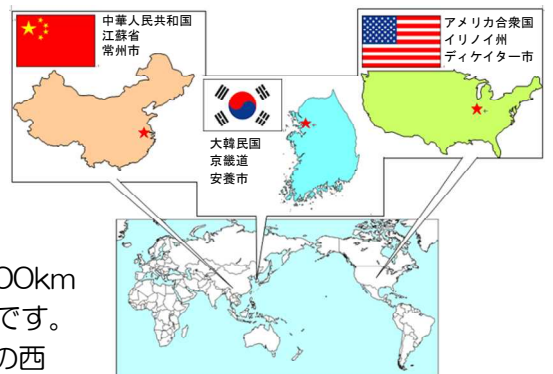 中華人民共和国
江蘇省
常州市
大韓民国
京畿道
安養市
アメリカ合衆国
イリノイ州
ディケイター市
00km
です。
の西